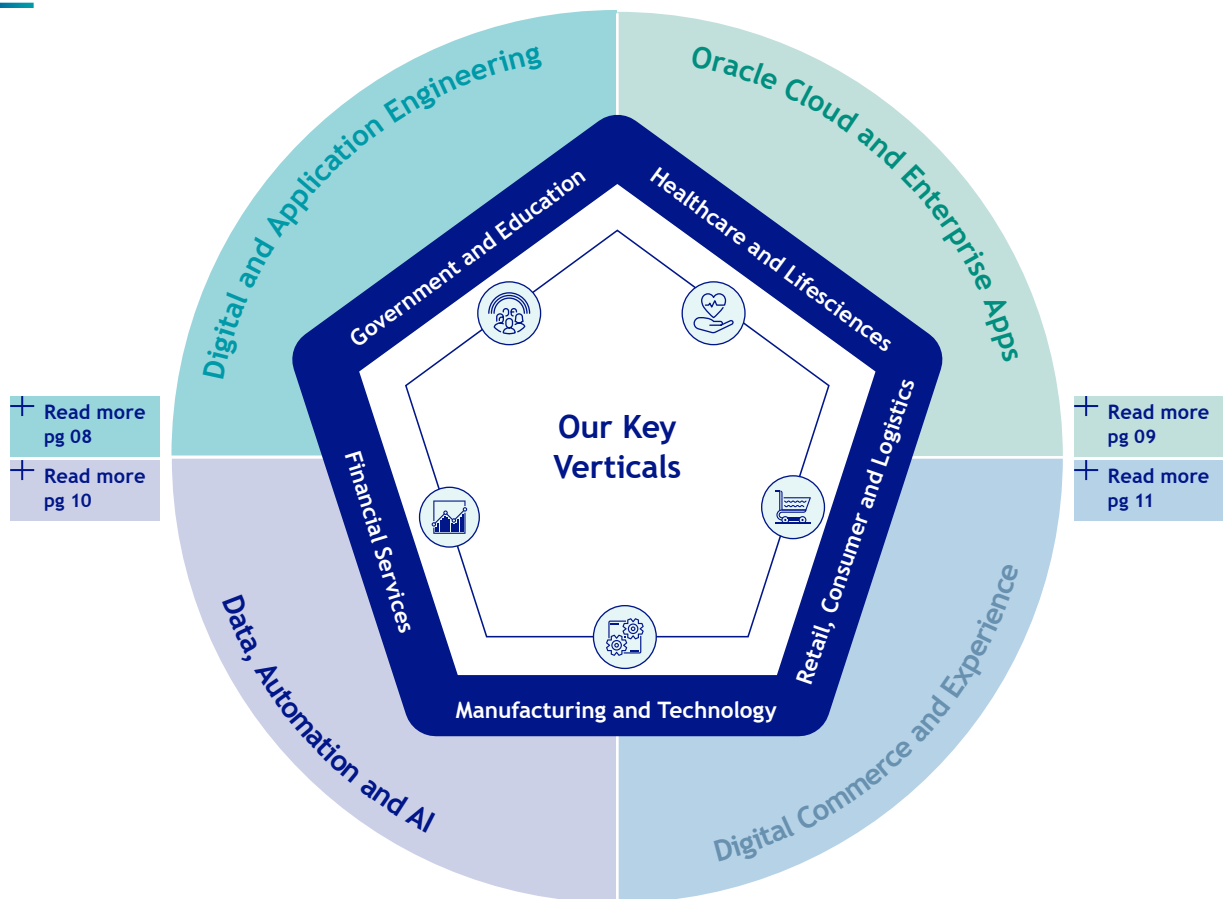 Digital and Application Engineering
Oracle Cloud and Enterprise Apps
Government and Education
Healthcare and Lifesciences
Read more
pg 08
Read more
pg 10
Our Key
Verticals
Read more
pg 09
Read more
pg 11
Financial Services
Retail, Consumer and Logistics
Manufacturing and Technology
Data, Automation and AI
Digital Commerce and Experience